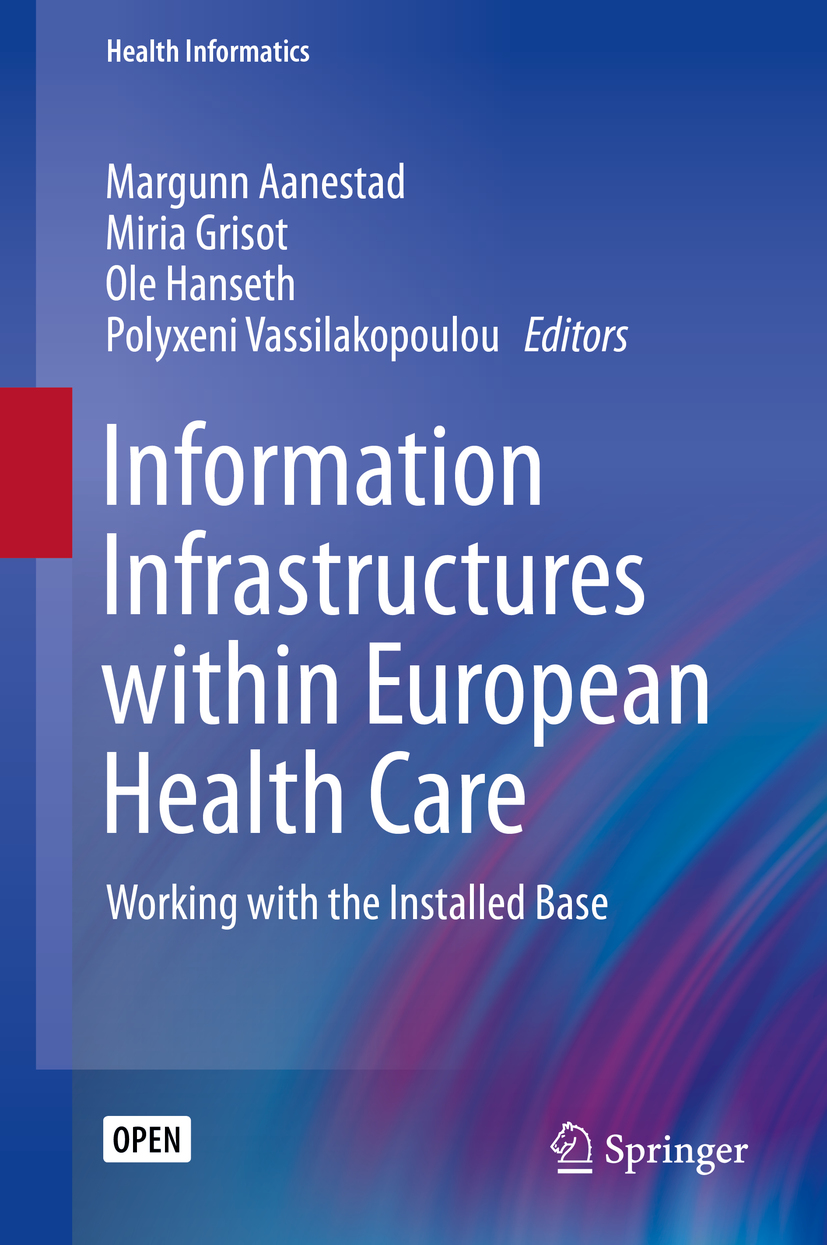 Health Informatics
Margunn Aanestad
Miria Grisot
Ole Hanseth
Polyxeni Vassilakopoulou Editors
Information
Infrastructures
within European
Health Care
Working with the Installed Base
OPEN
Springer